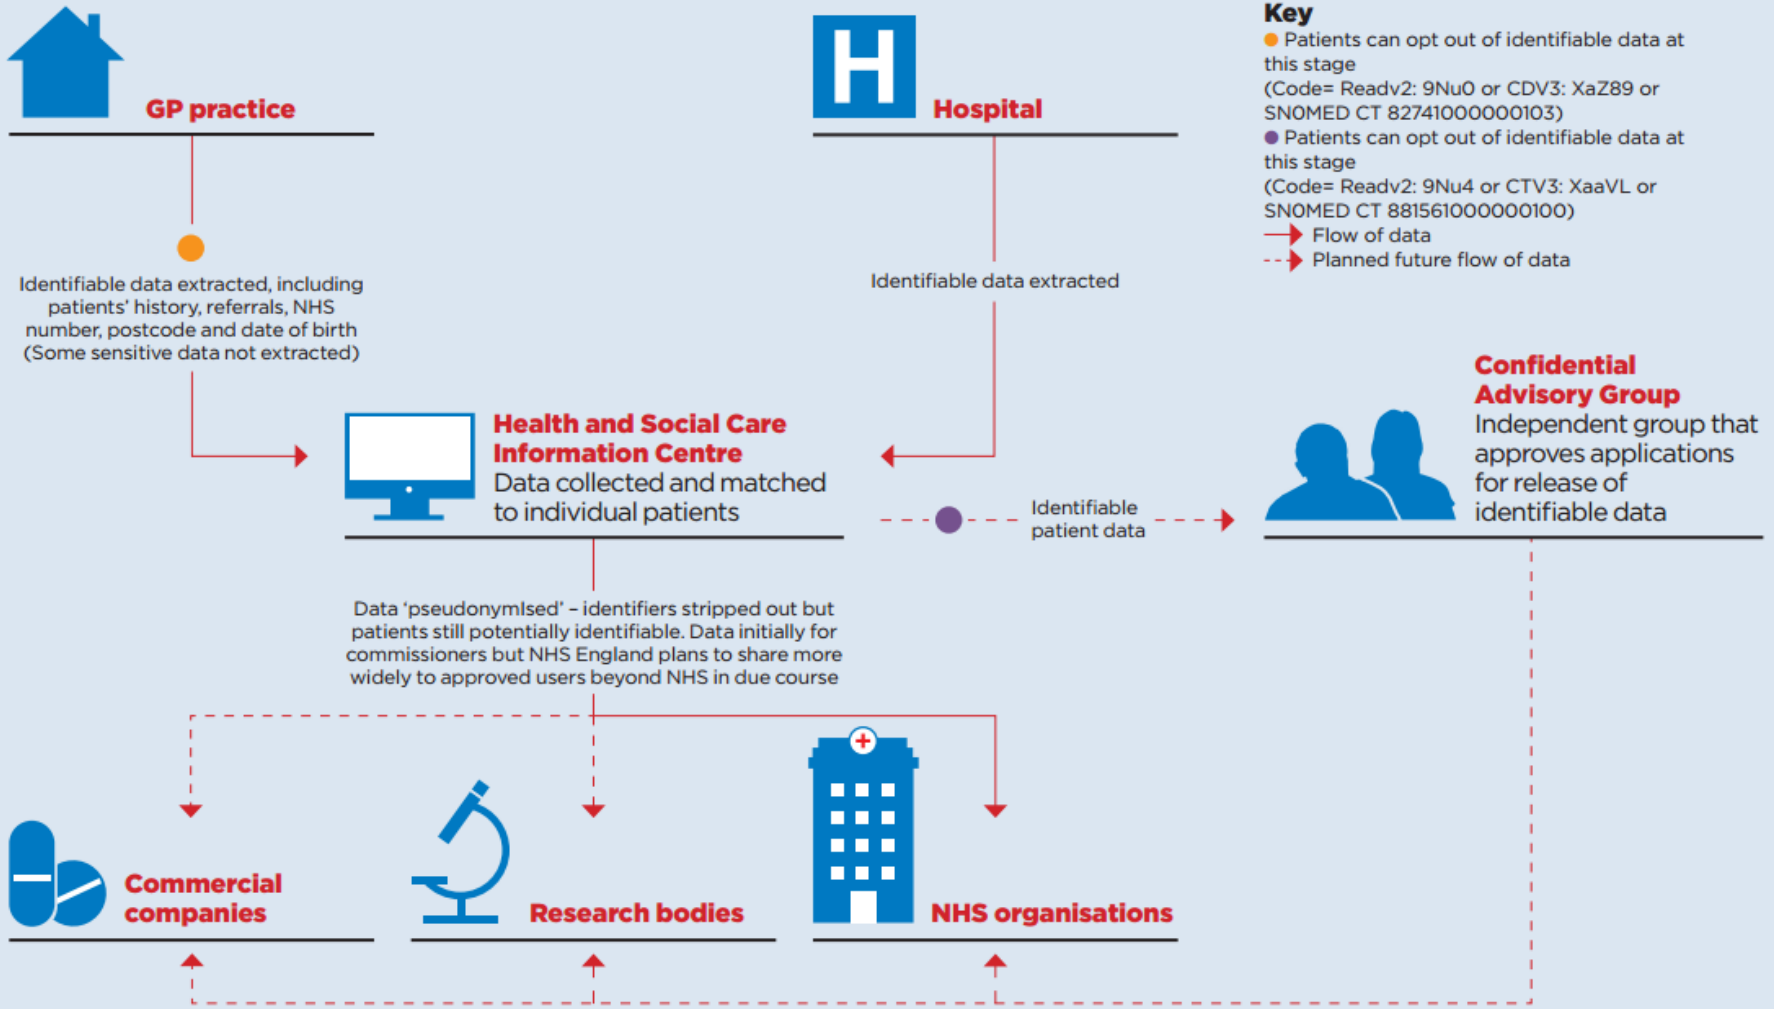 GP practice
H
Hospital
Key
Patients can opt out of identifiable data at
this stage
(Code= Readv2: 9Nu0 or CDV3: XaZ89 or
SN0MED CT 82741000000103)
Patients can opt out of identifiable data at
this stage
(Code= Readv2: 9Nu4 or CTV3: XaaVL or
SN0MED CT 881561000000100)
Flow of data
Planned future flow of data
Identifiable data extracted, including
patients’ history, referrals, NHS
number, postcode and date of birth
(Some sensitive data not extracted)
Identifiable data extracted
Health and Social Care
Information Centre
Data collected and matched
to individual patients
Identifiable
patient data
Confidential
Advisory Group
Independent group that
approves applications
for release of
identifiable data
Data ‘pseudonymIsed’ – identifiers stripped out but
patients still potentially identifiable. Data initially for
commissioners but NHS England plans to share more
widely to approved users beyond NHS in due course
Commercial
companies
Research bodies
NHS organisations